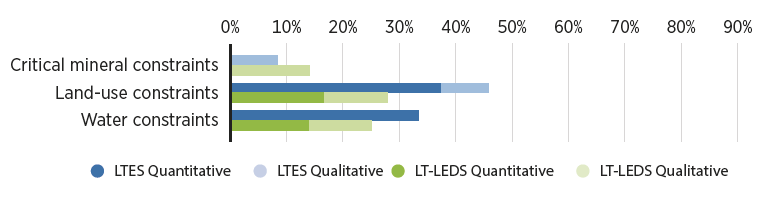 0% 10% 20% 30% 40% 50% 60% 70% 80% 90%
Critical mineral constraints
Land-use constraints
Water constraints
LTES Quantitative LTES Qualitative LT-LEDS Quantitative LT-LEDS Qualitative